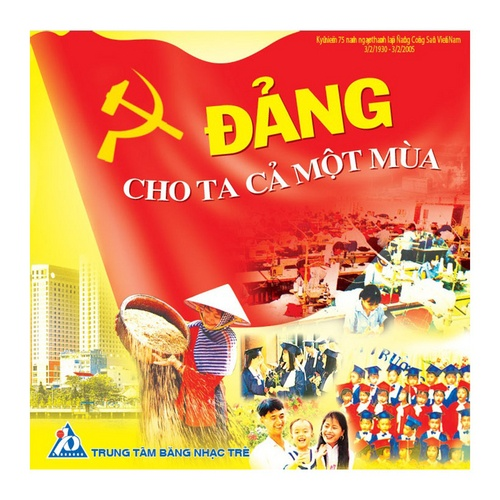 3/2/1930 - 3/2/2005
ĐẢNG
CHO TA CẢ MỘT MÙA
TRUNG TÂM BĂNG NHẠC TRẺ